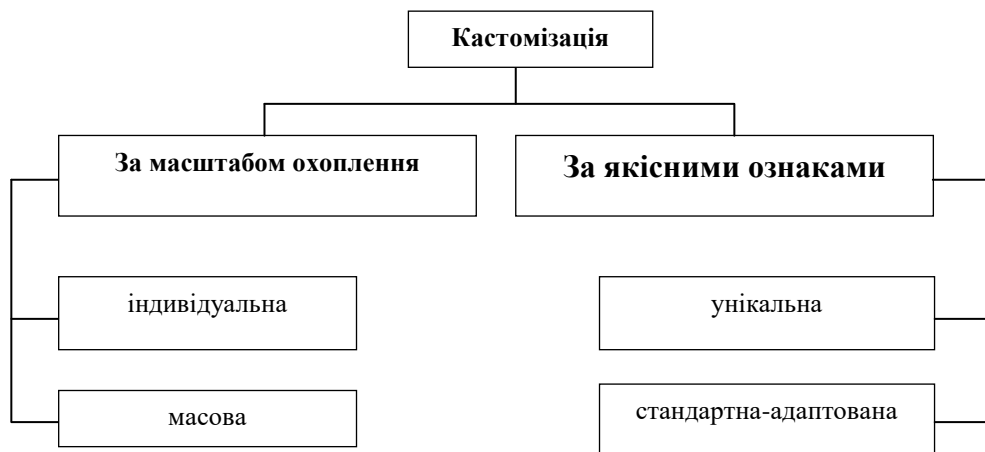 Кастомізація
За масштабом охоплення
За якісними ознаками
індивідуальна
унікальна
масова
стандартна-адаптована